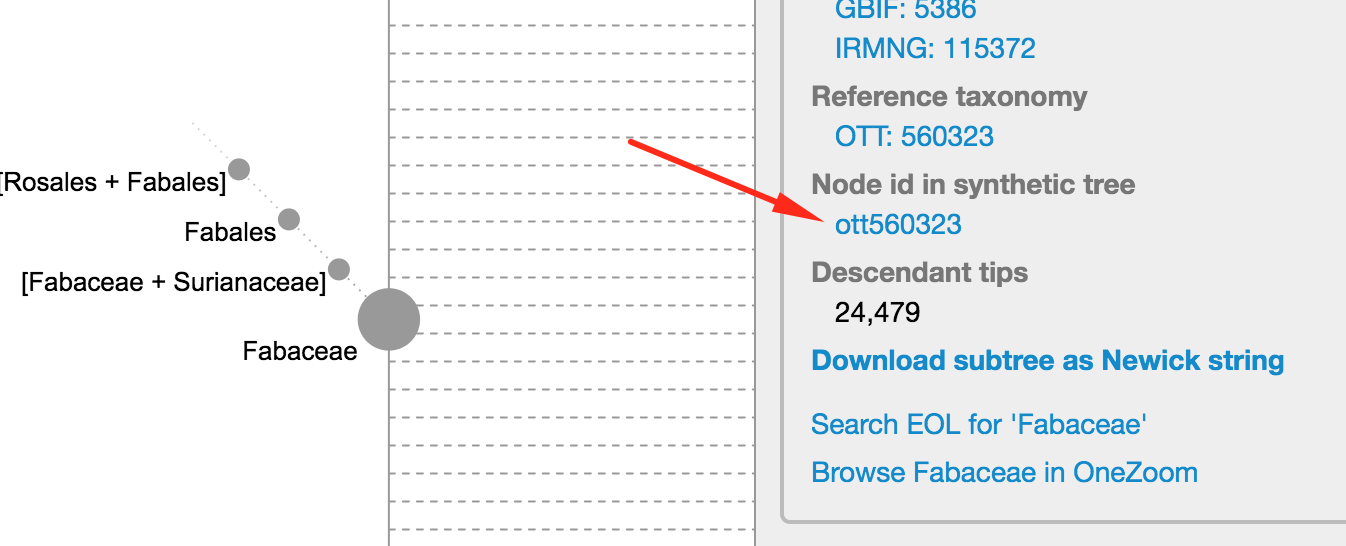 [Rosales + Fabales]
Fabales
[Fabaceae + Surianaceae]
Fabaceae
GBIF: 5386
IRMNG: 115372
Reference taxonomy
OTT: 560323
Node id in synthetic tree
ott560323
Descendant tips
24,479
Download subtree as Newick string
Search EOL for 'Fabaceae'
Browse Fabaceae in OneZoom